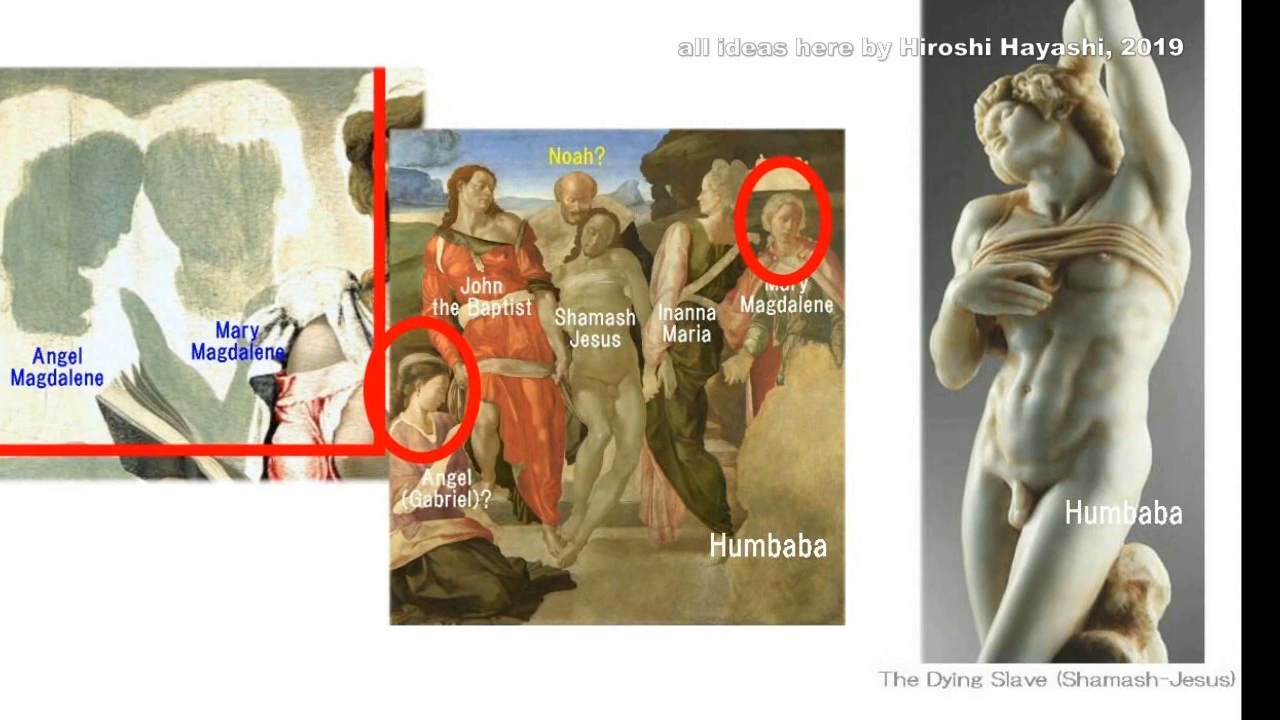 all ideas here by Hiroshi Hayashi, 2019
Noah?
John
the Baptist
Shamash
Jesus
Inanna
Maria
Mary
Magdalene
Mary
Magdalene
Angel
Magdalene
Angel
(Gabriel)?
Humbaba
Humbaba
The Dying Slave (Shamash-Jesus)